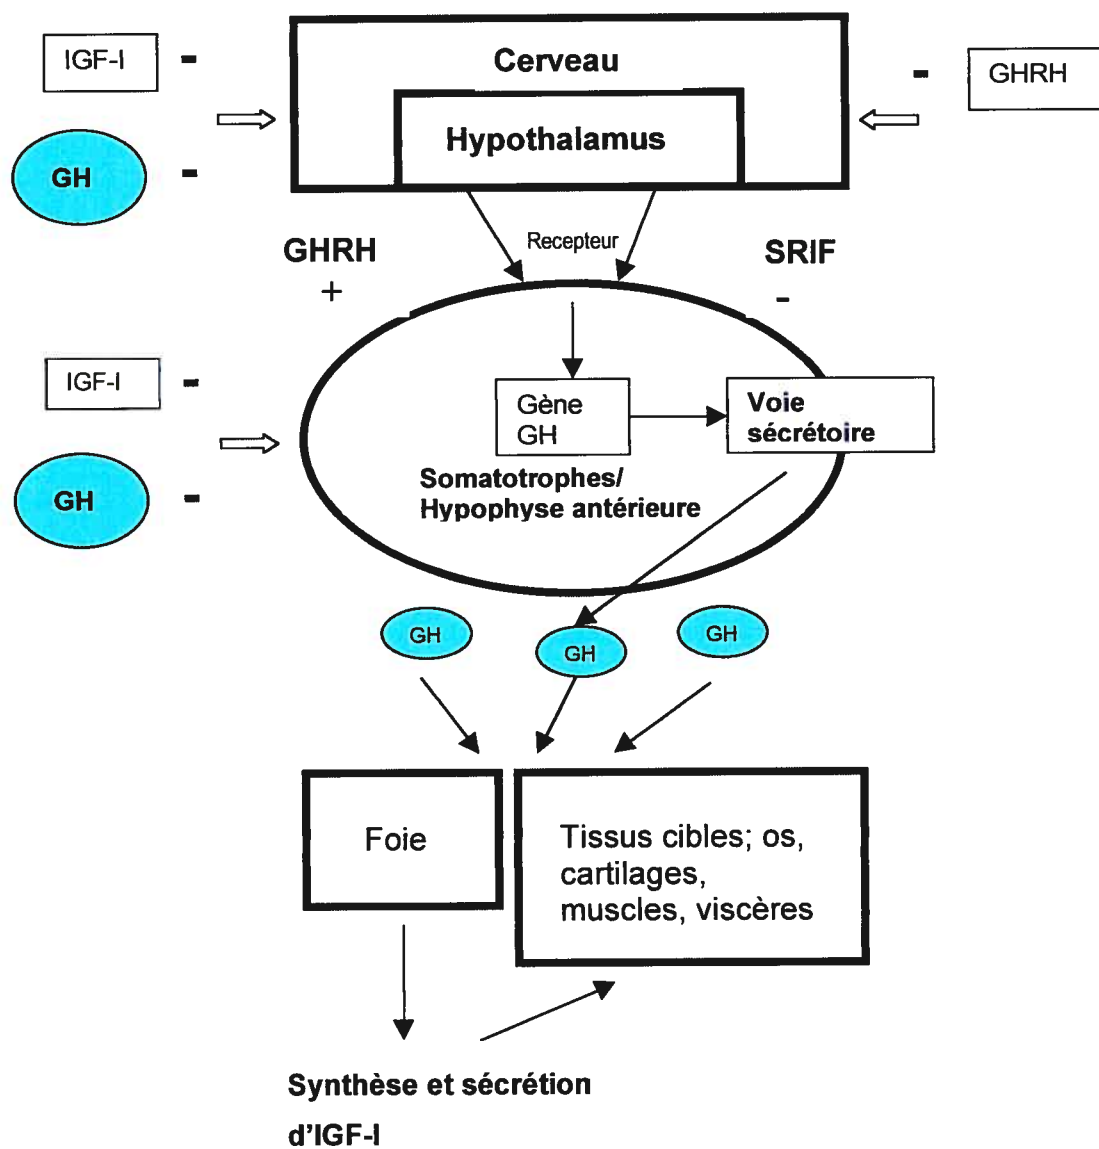 IGF-I
-
Cerveau
-
GHRH
Hypothalamus
GH
-
GHRH
+
Recepteur
SRIF
-
IGF-I
-
Gène
GH
Voie
sécrétoire
GH
-
Somatotrophes/
Hypophyse antérieure
GH
GH
GH
Foie
Tissus cibles; os,
cartilages,
muscles, viscères
Synthèse et sécrétion
d'IGF-I